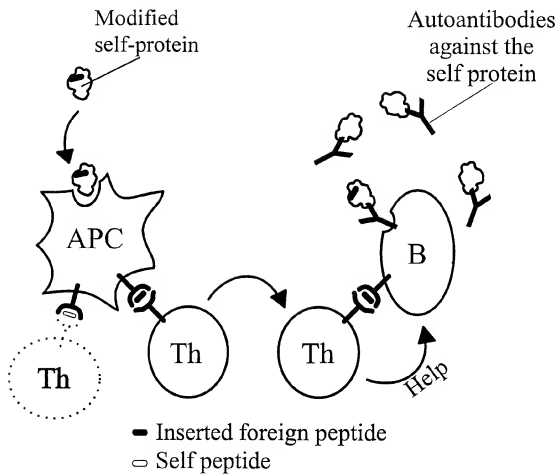 Modified
self-protein
Autoantibodies
against the
self protein
APC
B
Th
Th
Th
Help
Inserted foreign peptide
Self peptide